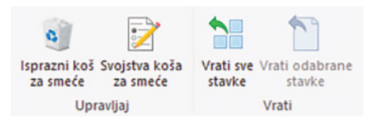 Isprazni koš Svojstva koša Vrati sve Vrati odabrane
za smeće za smeće stavke stavke
Upravljaj Vrati